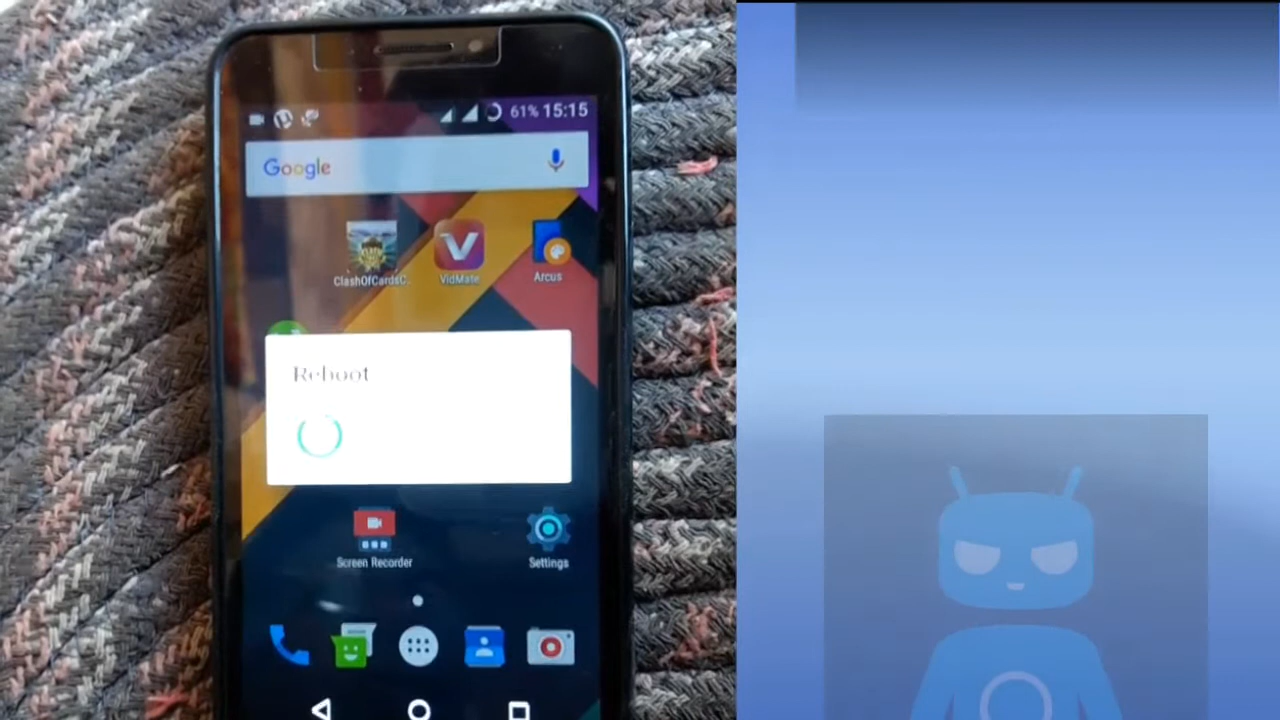 61% 15:15
Google
ClashOfCardsC..
VidMate
Arcus
Reboot
Screen Recorder
Settings